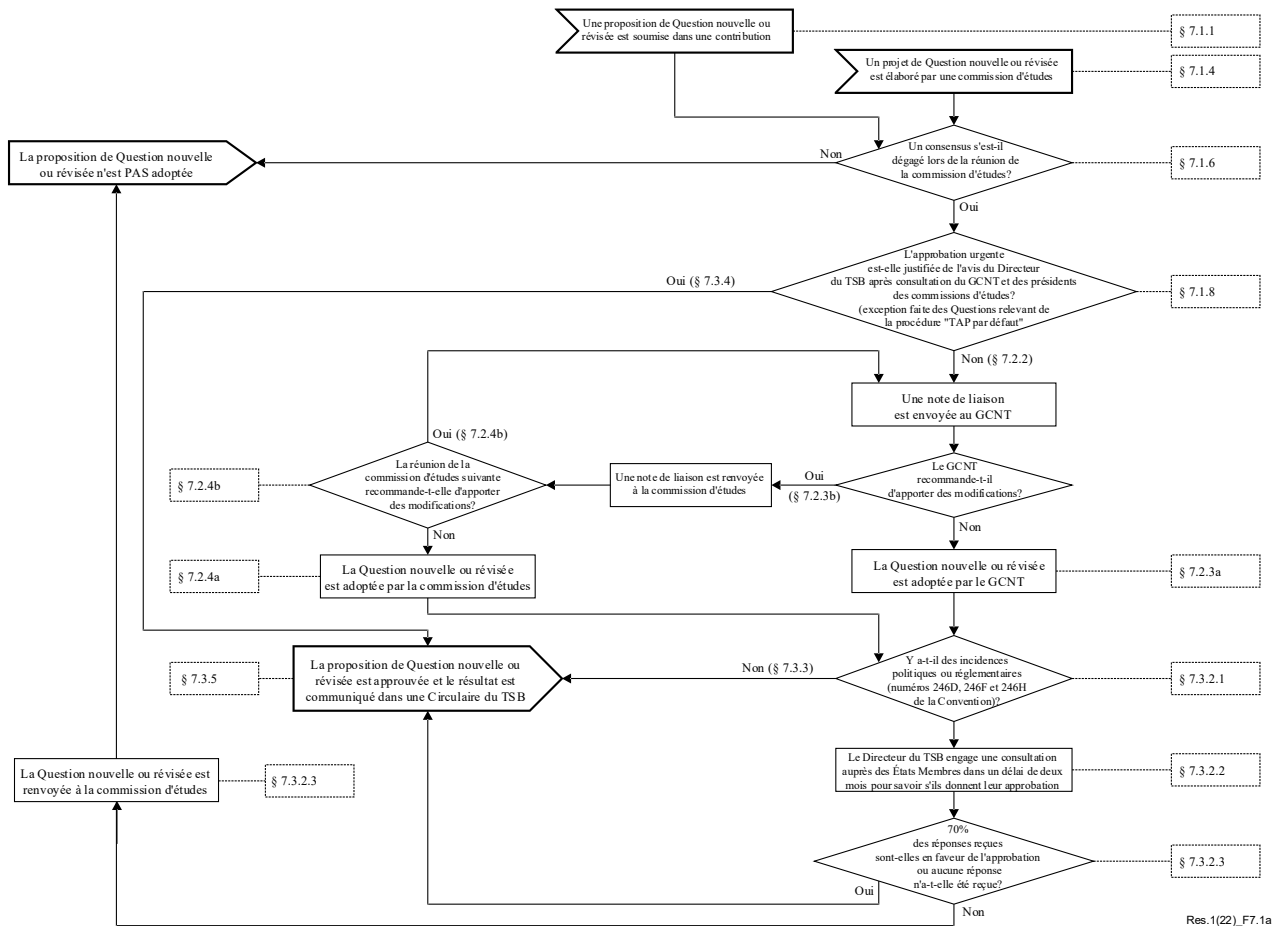 Une proposition de Question nouvelle ou
révisée est soumise dans une contribution
§ 7.1.1
Un projet de Question nouvelle ou révisée
est élaboré par une commission d'études
§ 7.1.4
La proposition de Question nouvelle
ou révisée n'est PAS adoptée
Non
Un consensus s'est-il
dégagé lors de la réunion de
la commission d'études?
§ 7.1.6
Oui
L'approbation urgente
est-elle justifiée de l'avis du Directeur
du TSB après consultation du GCNT et des présidents
des commissions d'études?
(exception faite des Questions relevant de
la procédure "TAP par défaut"
Oui (§ 7.3.4)
§ 7.1.8
Non (§ 7.2.2)
Une note de liaison
est envoyée au GCNT
Oui (§ 7.2.4b)
§ 7.2.4b
La réunion de la
commission d'études suivante
recommande-t-elle d'apporter
des modifications?
Une note de liaison est renvoyée
à la commission d'études
Oui
(§ 7.2.3b)
Le GCNT
recommande-t-il
d'apporter des modifications?
Non
Non
§ 7.2.4a
La Question nouvelle ou révisée
est adoptée par la commission d'études
La Question nouvelle ou révisée
est adoptée par le GCNT
§ 7.2.3a
§ 7.3.5
La proposition de Question nouvelle ou
révisée est approuvée et le résultat est
communiqué dans une Circulaire du TSB
Non (§ 7.3.3)
Y a-t-il des incidences
politiques ou réglementaires
(numéros 246D, 246F et 246H
de la Convention)?
§ 7.3.2.1
La Question nouvelle ou révisée est
renvoyée à la commission d'études
§ 7.3.2.3
Le Directeur du TSB engage une consultation
auprès des États Membres dans un délai de deux
mois pour savoir s'ils donnent leur approbation
§ 7.3.2.2
70%
des réponses reçues
sont-elles en faveur de l'approbation
ou aucune réponse
n'a-t-elle été reçue?
§ 7.3.2.3
Oui
Non
Res.1(22)_F7.1a